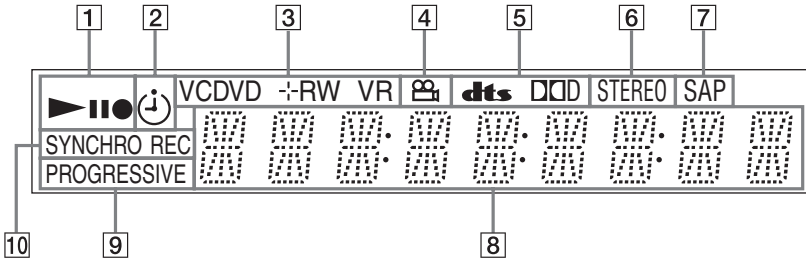 1 2 3 4 5 6 7
VCDVD -RW VR dts D STEREO SAP
SYNCHRO REC
PROGRESSIVE
10 9 8